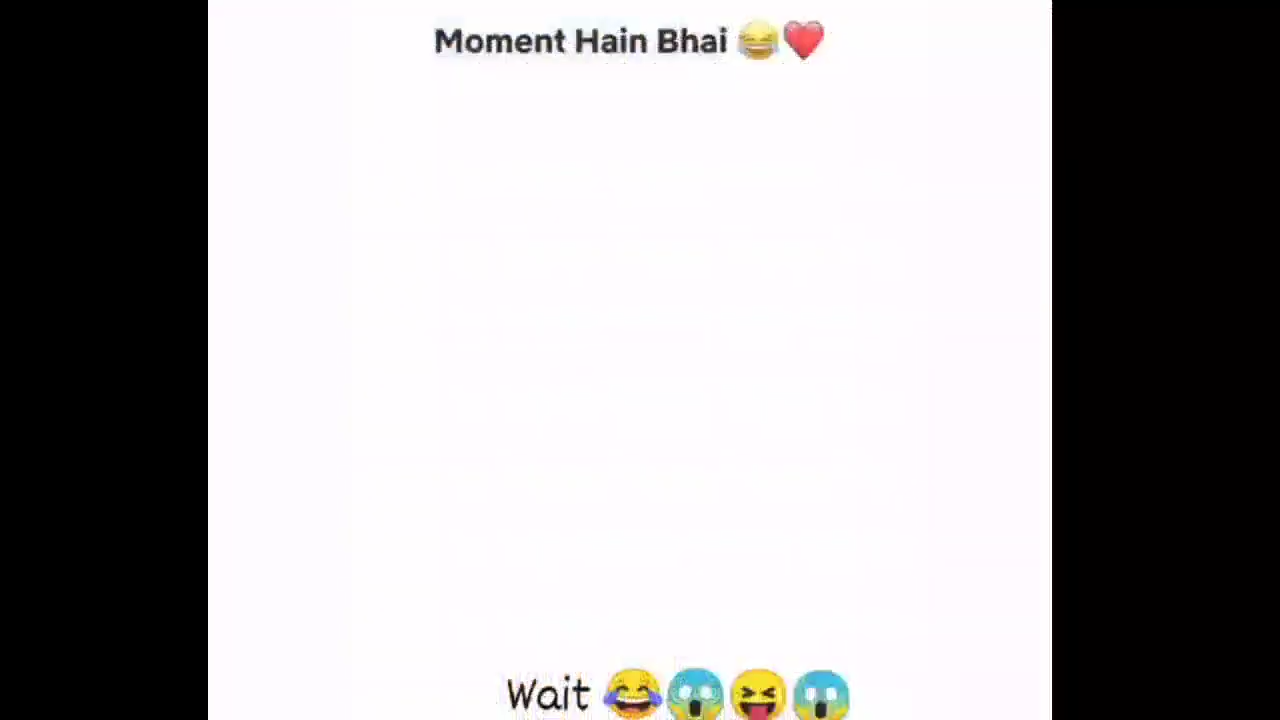 Moment Hain Bhai 😂❤️
Wait 😂😱😝😱